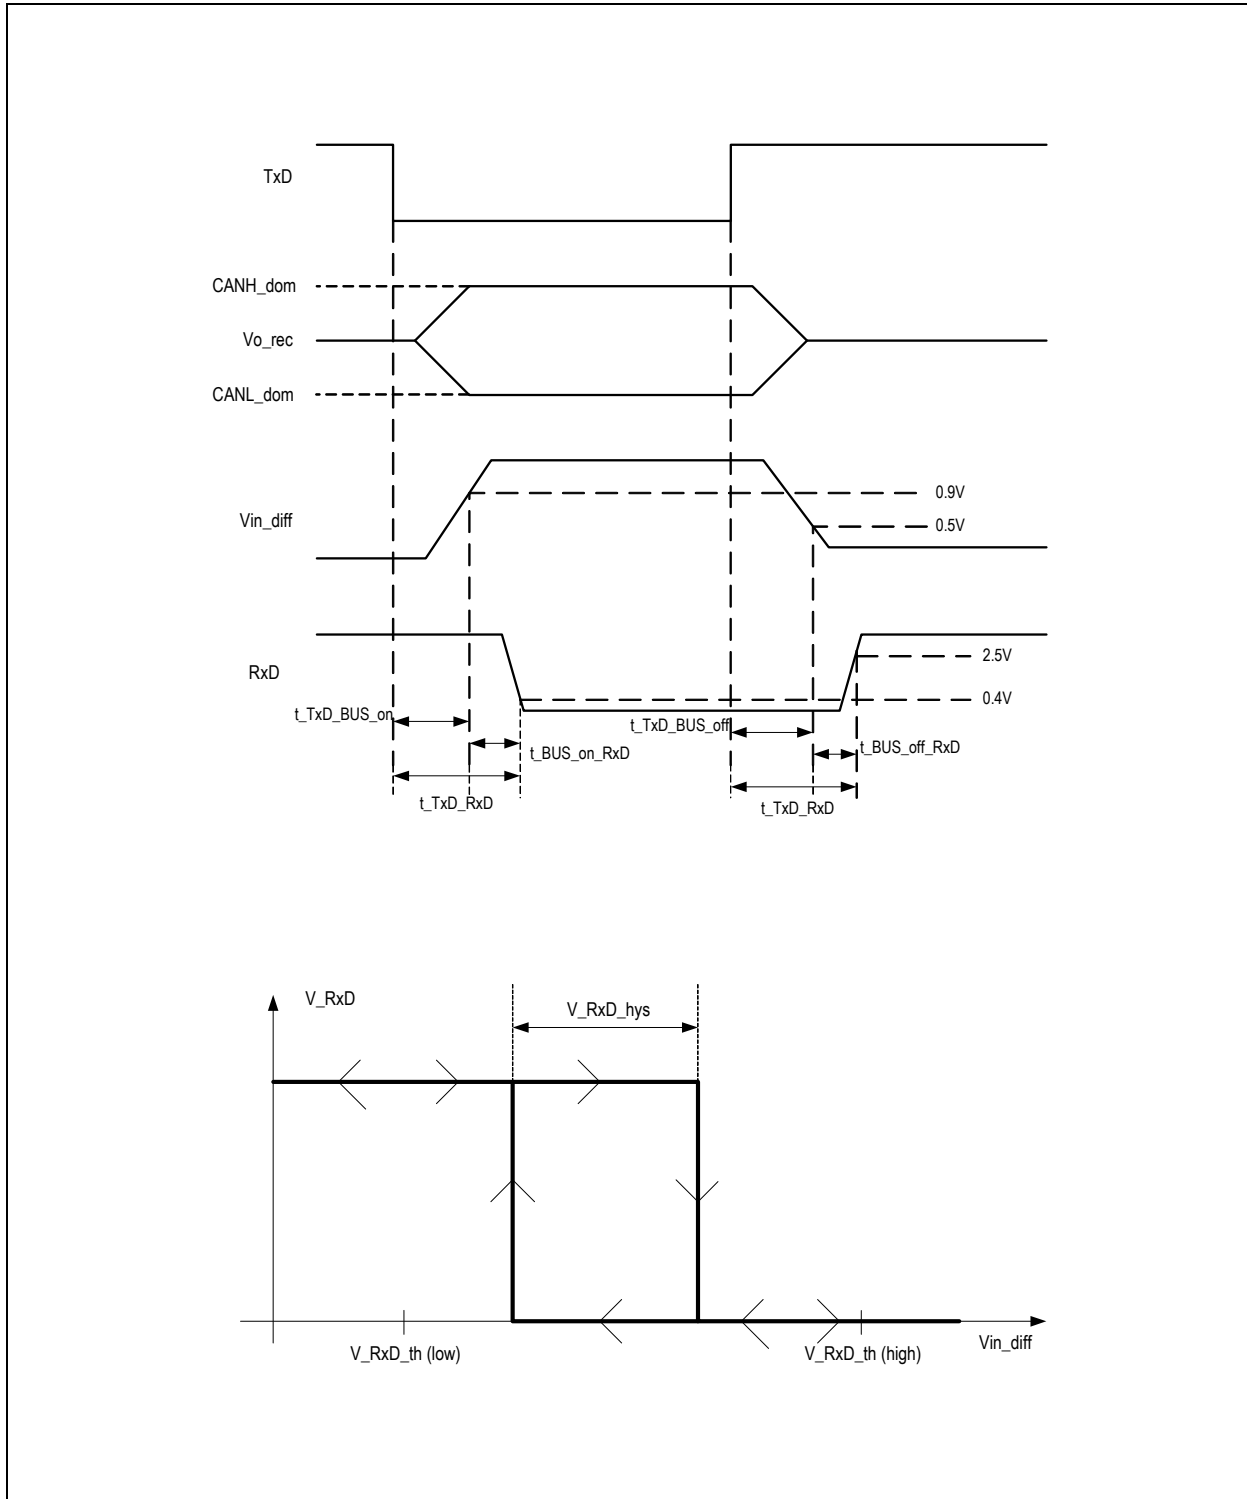 TxD
CANH_dom
Vo_rec
CANL_dom
0.9V
Vin_diff
0.5V
RxD
2.5V
0.4V
t_TxD_BUS_on
t_TxD_BUS_off
t_BUS_on_RxD
t_BUS_off_RxD
t_TxD_RxD
t_TxD_RxD
V_RxD
V_RxD_hys
V_RxD_th (low)
V_RxD_th (high)
Vin_diff